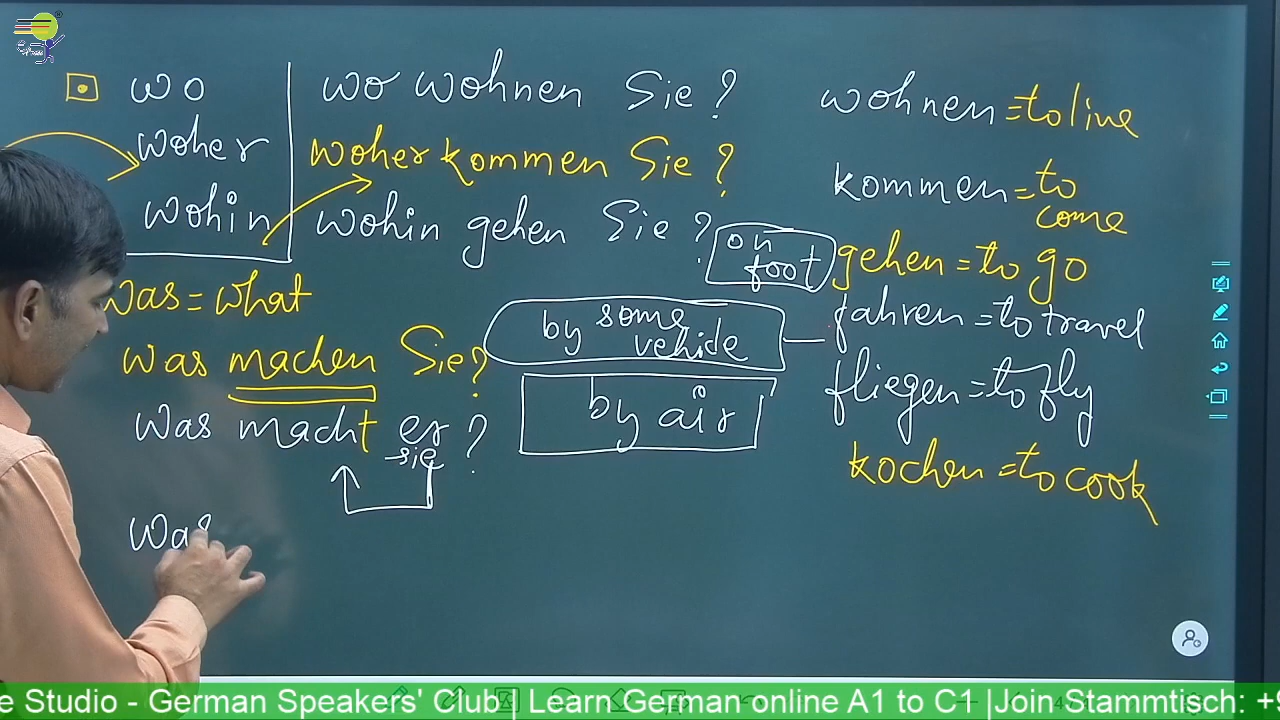 wo
woher
wohin
wo wohnen Sie?
woher kommen Sie?
wohin gehen Sie?
was = what
was machen Sie?
was macht er?
sie
Was
on
foot
by some
vehicle
by air
wohnen = to live
kommen = to
come
gehen = to go
fahren = to travel
fliegen = to fly
kochen = to cook
e Studio - German Speakers' Club | Learn German online A1 to C1 |Join Stammtisch: +9